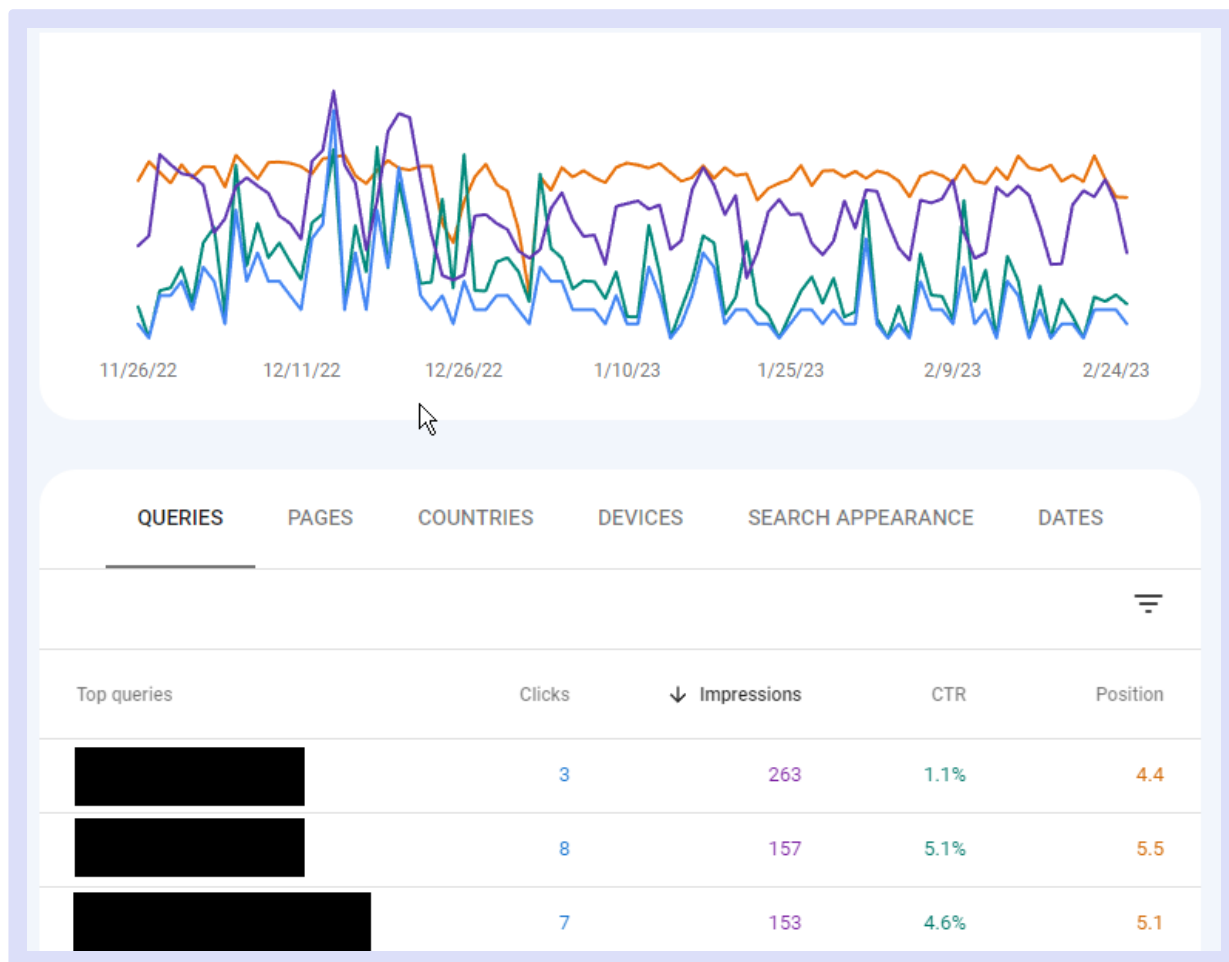 11/26/22 12/11/22 12/26/22 1/10/23 1/25/23 2/9/23 2/24/23
QUERIES PAGES COUNTRIES DEVICES SEARCH APPEARANCE DATES
Top queries Clicks Impressions CTR Position
3 263 1.1% 4.4
8 157 5.1% 5.5
7 153 4.6% 5.1